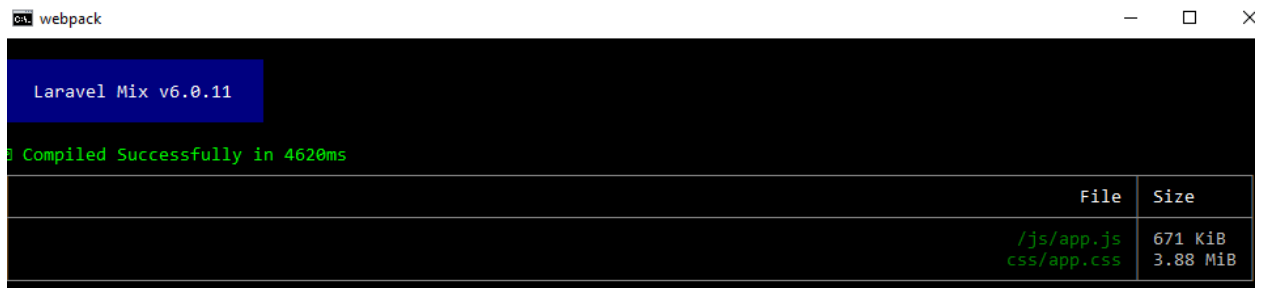 webpack
Laravel Mix v6.0.11
Compiled Successfully in 4620ms
File Size
/js/app.js 671 KiB
css/app.css 3.88 MiB